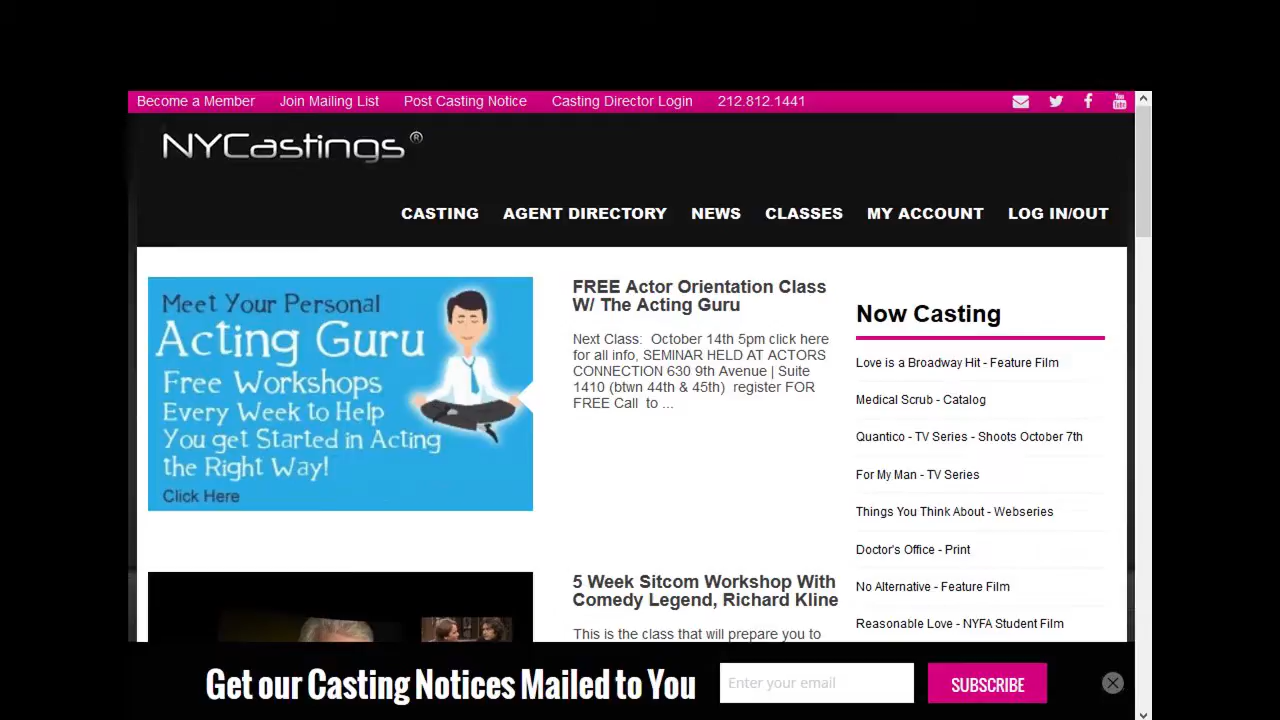 Become a Member Join Mailing List Post Casting Notice Casting Director Login 212.812.1441
You Tube
NYCastings®
CASTING AGENT DIRECTORY NEWS CLASSES MY ACCOUNT LOG IN/OUT
Meet Your Personal
Acting Guru
Free Workshops
Every Week to Help
You get Started in Acting
the Right Way!
Click Here
FREE Actor Orientation Class
W/ The Acting Guru
Next Class: October 14th 5pm click here
for all info, SEMINAR HELD AT ACTORS
CONNECTION 630 9th Avenue | Suite
1410 (btwn 44th & 45th) register FOR
FREE Call to ...
5 Week Sitcom Workshop With
Comedy Legend, Richard Kline
This is the class that will prepare you to
Now Casting
Love is a Broadway Hit - Feature Film
Medical Scrub - Catalog
Quantico - TV Series - Shoots October 7th
For My Man - TV Series
Things You Think About - Webseries
Doctor's Office - Print
No Alternative - Feature Film
Reasonable Love - NYFA Student Film
Get our Casting Notices Mailed to You
Enter your email
SUBSCRIBE